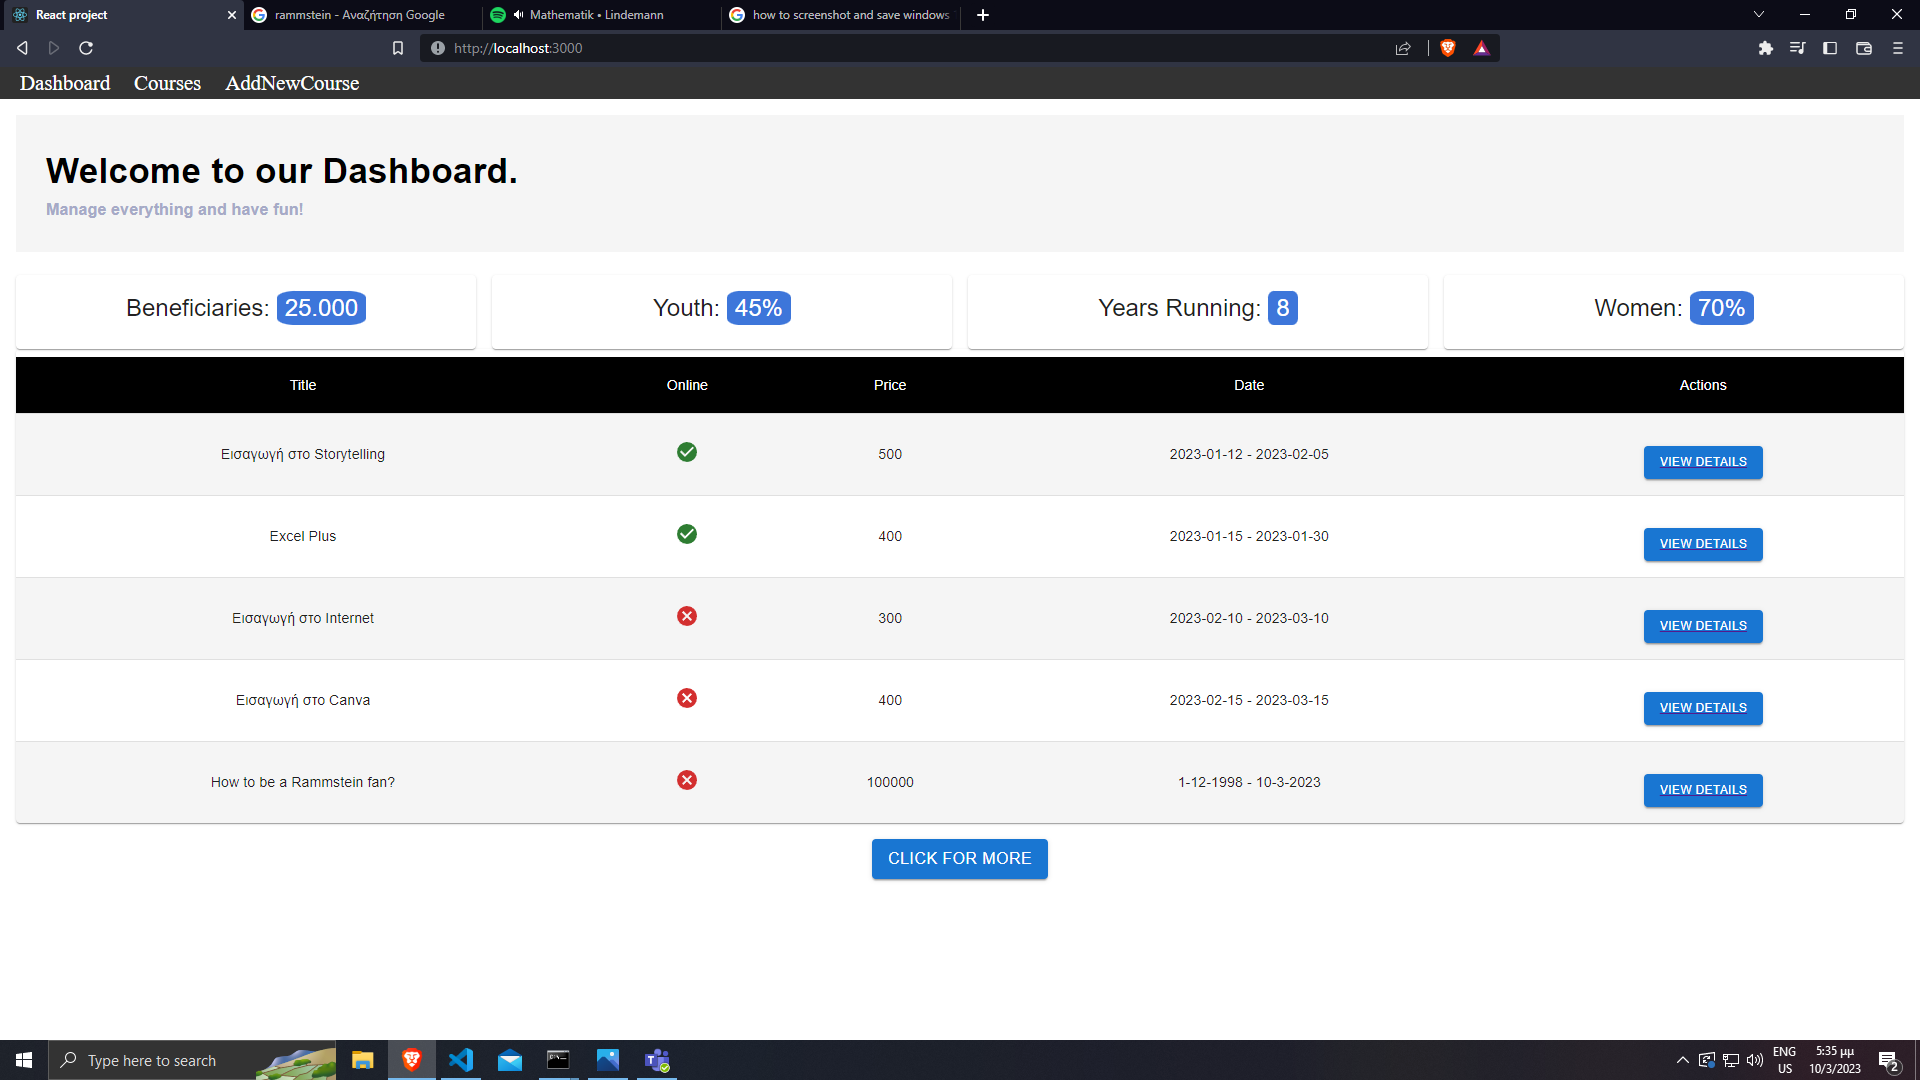 React project
rammstein - Αναζήτηση Google
Mathematik • Lindemann
how to screenshot and save windows
http://localhost:3000
Dashboard Courses AddNewCourse
Welcome to our Dashboard.
Manage everything and have fun!
Beneficiaries: 25.000
Youth: 45%
Years Running: 8
Women: 70%
Title Online Price Date Actions
Εισαγωγή στο Storytelling 500 2023-01-12 - 2023-02-05 VIEW DETAILS
Excel Plus 400 2023-01-15 - 2023-01-30 VIEW DETAILS
Εισαγωγή στο Internet 300 2023-02-10 - 2023-03-10 VIEW DETAILS
Εισαγωγή στο Canva 400 2023-02-15 - 2023-03-15 VIEW DETAILS
How to be a Rammstein fan? 100000 1-12-1998 - 10-3-2023 VIEW DETAILS
CLICK FOR MORE
Type here to search
ENG
US
5:35 μμ
10/3/2023
2